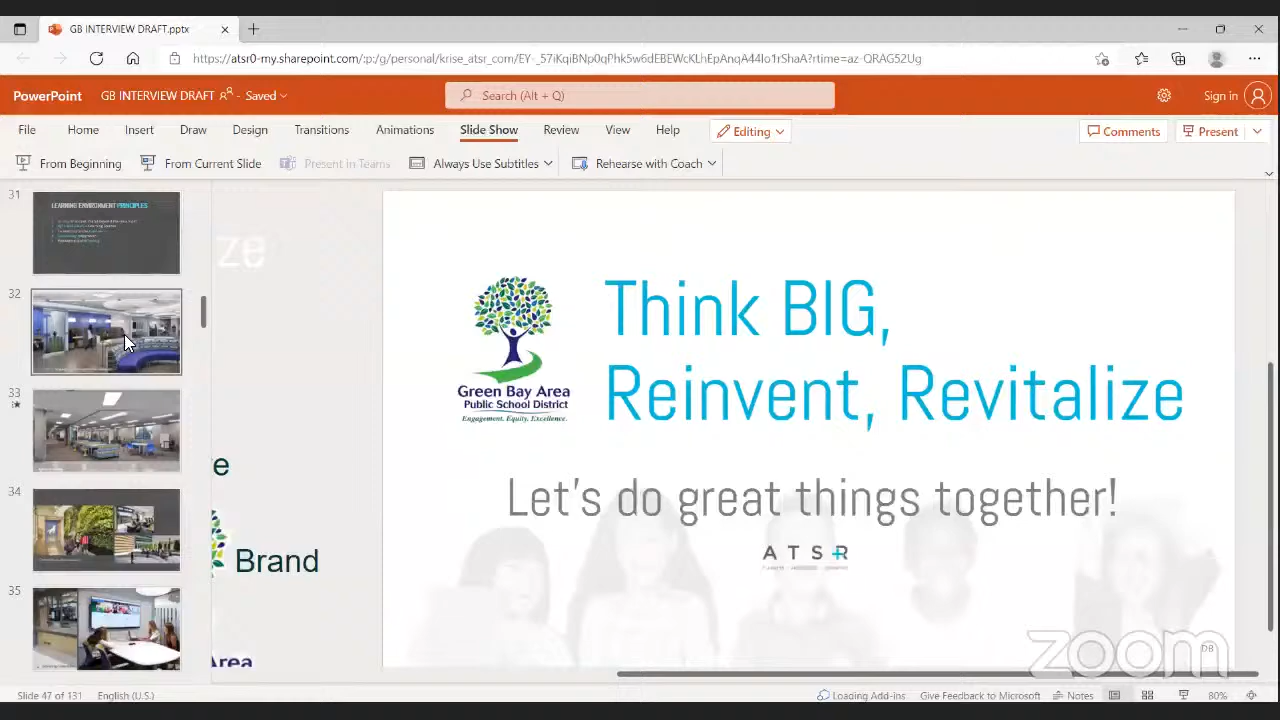 GB INTERVIEW DRAFT.pptx
https://atsr0-my.sharepoint.com/:p:/g/personal/krise_atsr_com/EY-_57iKqiBNp0qPhk5w6dEBEWcKLhEpAnqA44Io1rShaA?rtime=az-QRAG52Ug
PowerPoint GB INTERVIEW DRAFT - Saved Search (Alt + Q) Sign in
File Home Insert Draw Design Transitions Animations Slide Show Review View Help Editing Comments Present
From Beginning From Current Slide Present in Teams Always Use Subtitles Rehearse with Coach
31
LEARNING ENVIRONMENT PRINCIPLES
32
33
34
35
ze
e
Brand
Area
Think BIG,
Reinvent, Revitalize
Green Bay Area
Public School District
Engagement. Equity. Excellence.
Let's do great things together!
ATSR
zoom
DB
Slide 47 of 131 English (U.S.) Loading Add-ins Give Feedback to Microsoft Notes 80%